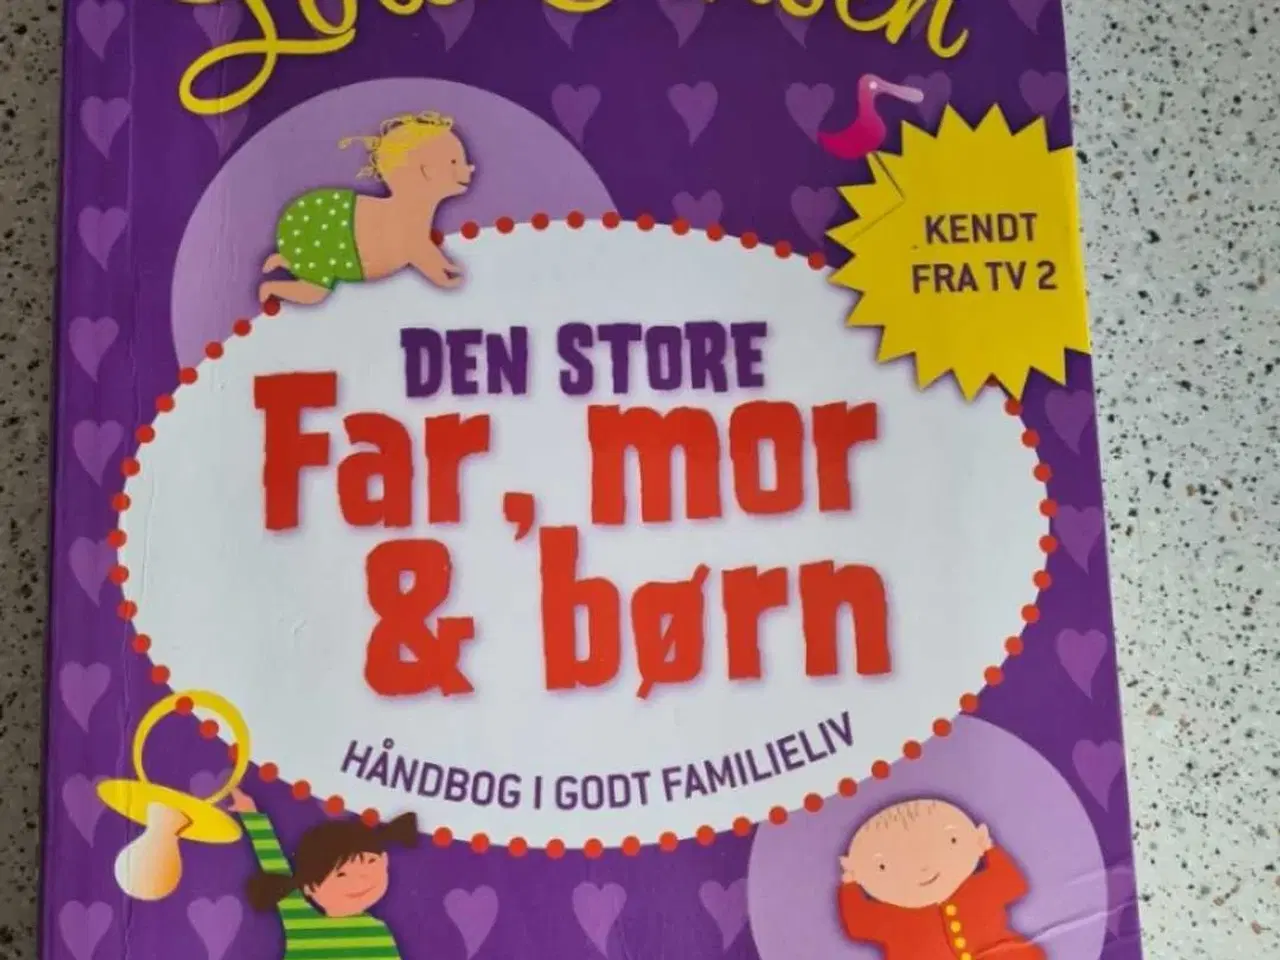 KENDT
FRA TV 2
DEN STORE
Far, mor
& børn
HÅNDBOG I GODT FAMILIELIV